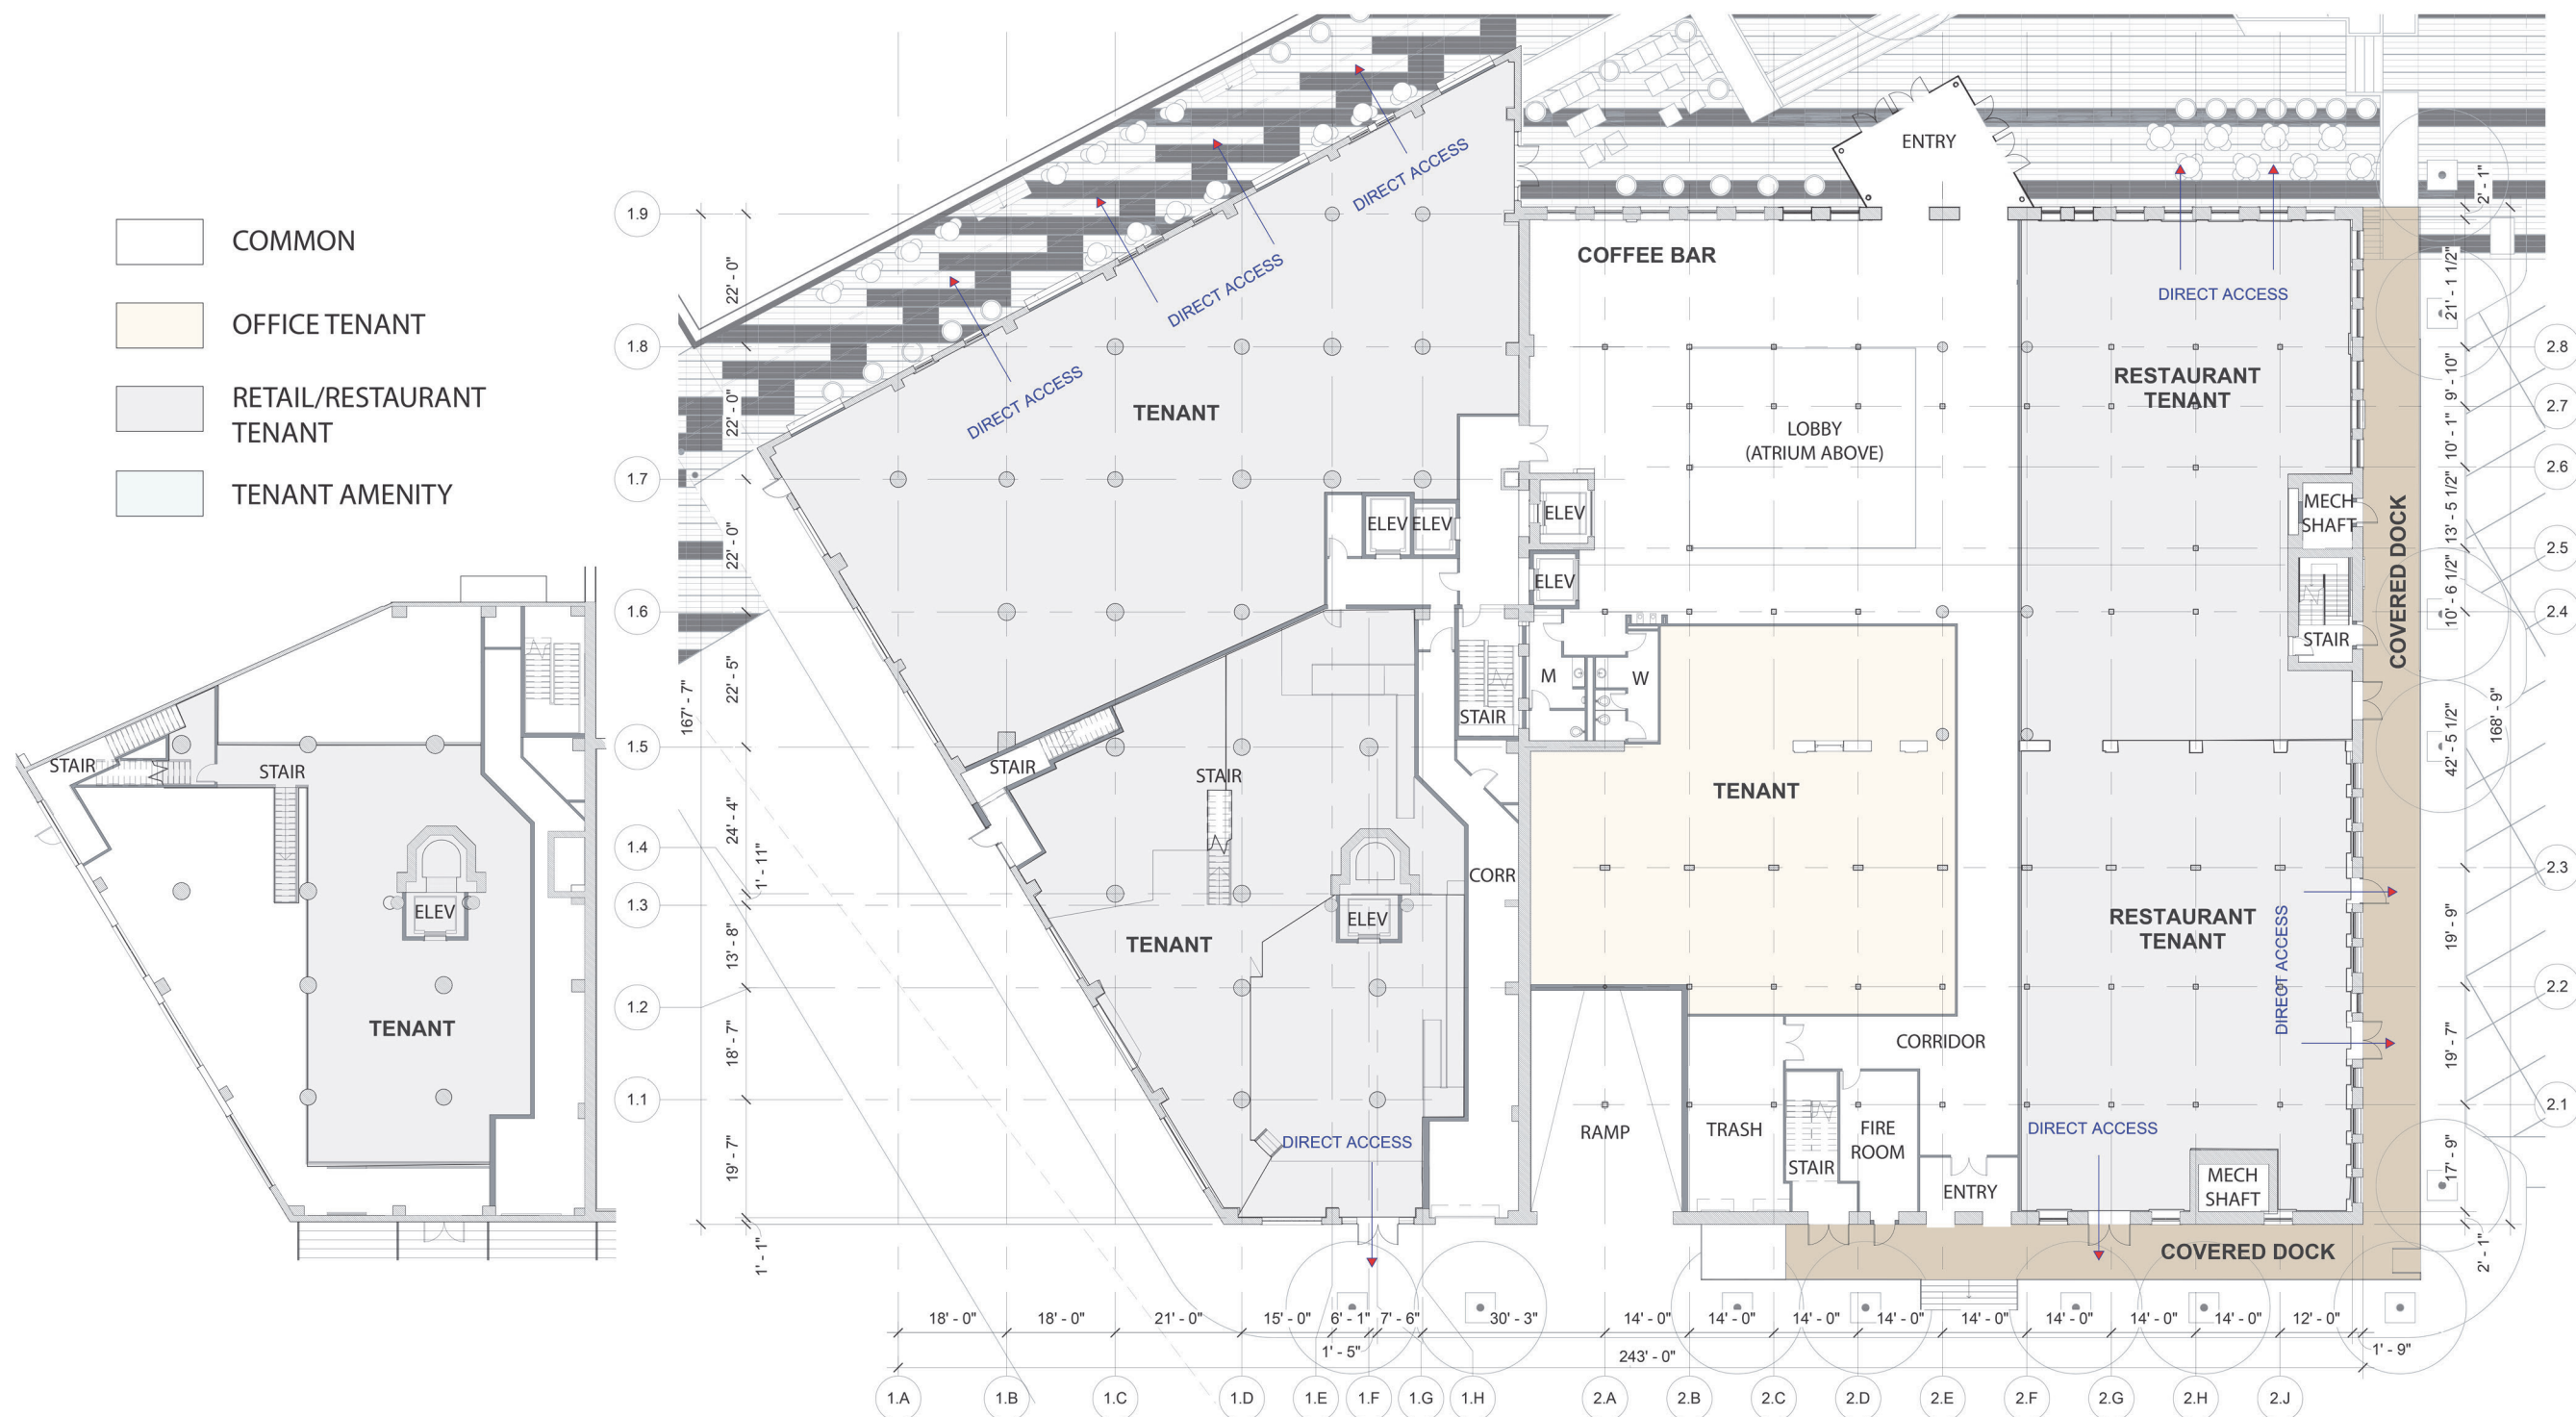 COMMON
OFFICE TENANT
RETAIL/RESTAURANT
TENANT
TENANT AMENITY
STAIR
STAIR
ELEV
TENANT
1.9
1.8
1.7
1.6
1.5
1.4
1.3
1.2
1.1
22' - 0"
22' - 0"
22' - 0"
22' - 5"
167' - 7"
24' - 4"
1' - 11"
13' - 8"
18' - 7"
19' - 7"
1' - 1"
DIRECT ACCESS
DIRECT ACCESS
DIRECT ACCESS
TENANT
ELEV
ELEV
ELEV
ELEV
STAIR
STAIR
STAIR
CORR
ELEV
TENANT
DIRECT ACCESS
ENTRY
COFFEE BAR
LOBBY
(ATRIUM ABOVE)
M
W
TENANT
CORRIDOR
RAMP
TRASH
STAIR
FIRE
ROOM
ENTRY
DIRECT ACCESS
RESTAURANT
TENANT
MECH
SHAFT
STAIR
COVERED DOCK
RESTAURANT
TENANT
DIRECT ACCESS
DIRECT ACCESS
MECH
SHAFT
COVERED DOCK
2' - 1"
21' - 1 1/2"
9' - 10"
10' - 1"
13' - 5 1/2"
10' - 6 1/2"
42' - 5 1/2"
168' - 9"
19' - 9"
19' - 7"
17' - 9"
2' - 1"
2.8
2.7
2.6
2.5
2.4
2.3
2.2
2.1
18' - 0"
18' - 0"
21' - 0"
15' - 0"
6' - 1"
7' - 6"
30' - 3"
14' - 0"
14' - 0"
14' - 0"
14' - 0"
14' - 0"
14' - 0"
14' - 0"
14' - 0"
12' - 0"
1' - 5"
243' - 0"
1' - 9"
1.A
1.B
1.C
1.D
1.E
1.F
1.G
1.H
2.A
2.B
2.C
2.D
2.E
2.F
2.G
2.H
2.J